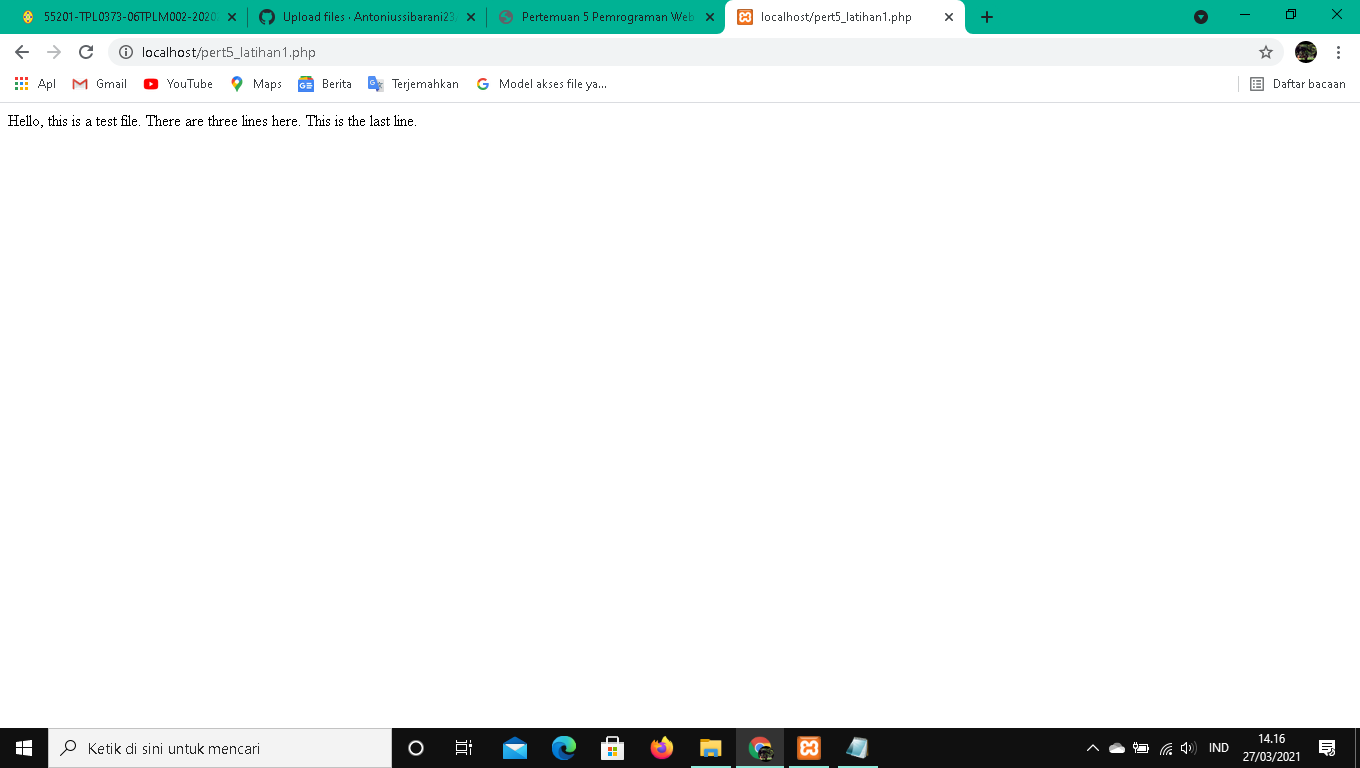 55201-TPL0373-06TPLM002-2020
Upload files · Antoniussibarani23
Pertemuan 5 Pemrograman Web
localhost/pert5_latihan1.php
localhost/pert5_latihan1.php
Apl
Gmail
YouTube
Maps
Berita
Terjemahkan
Model akses file ya...
Daftar bacaan
Hello, this is a test file. There are three lines here. This is the last line.
Ketik di sini untuk mencari
IND
14.16
27/03/2021